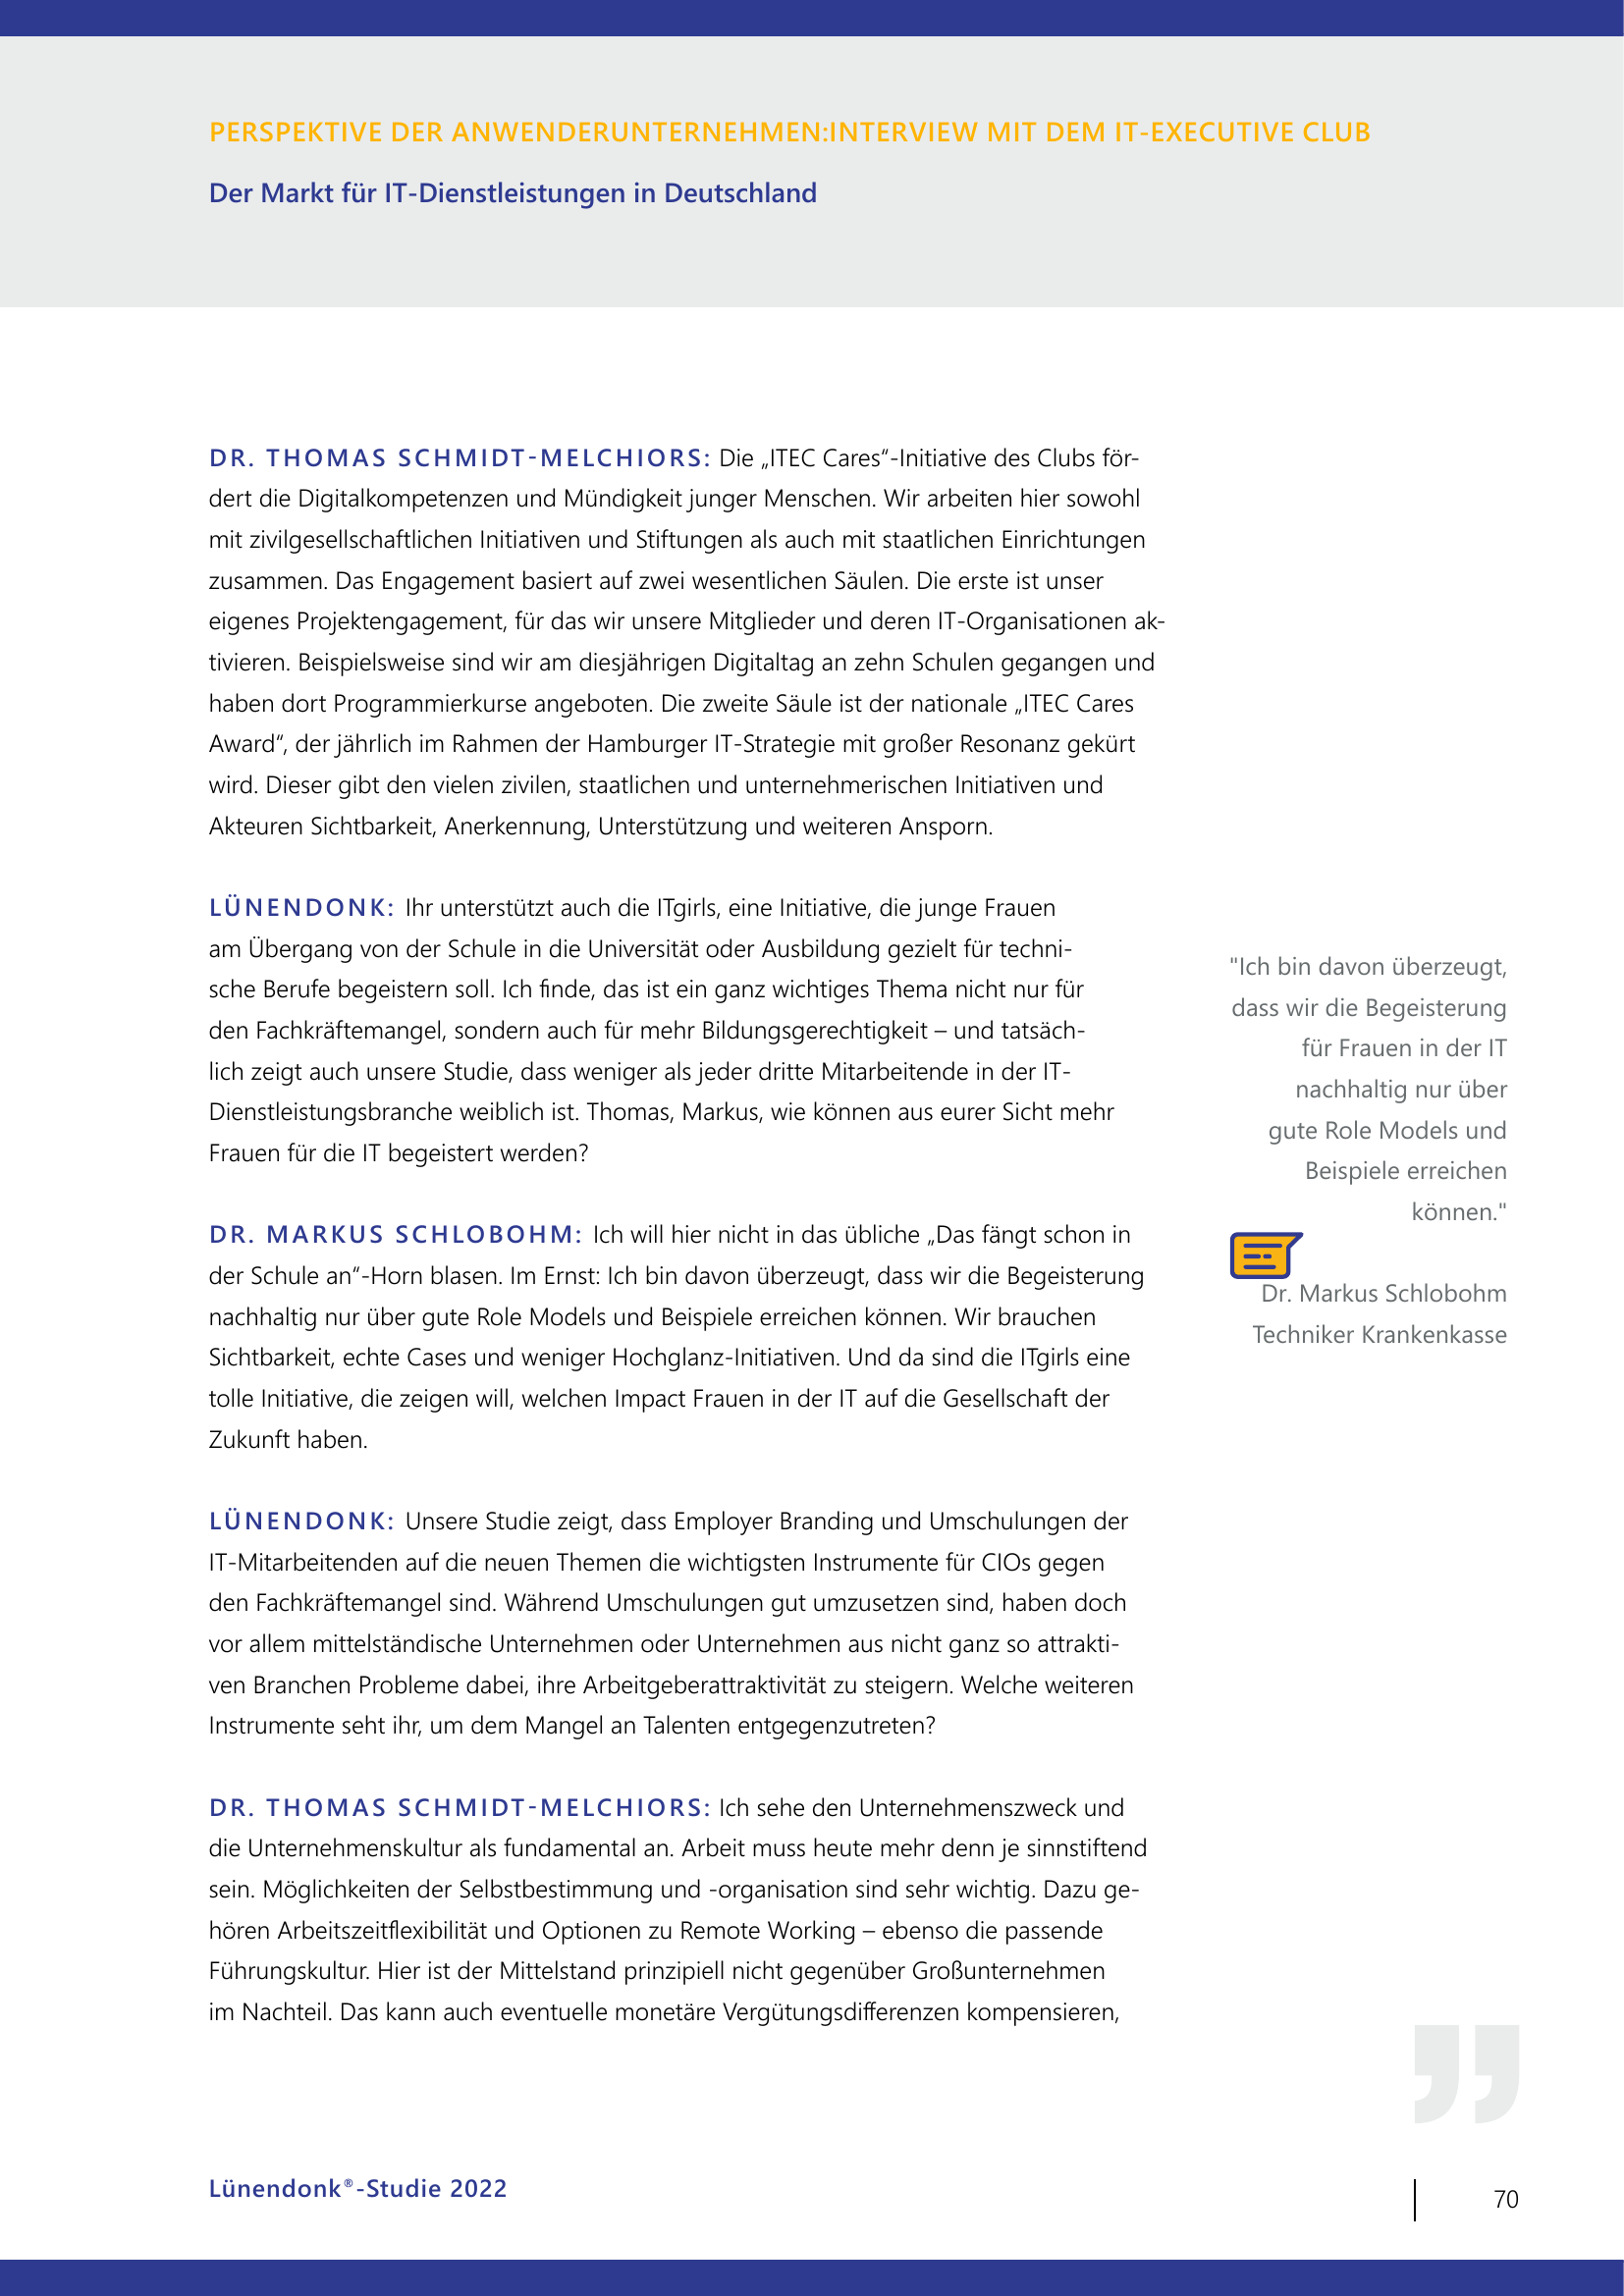 PERSPEKTIVE DER ANWENDERUNTERNEHMEN:INTERVIEW MIT DEM IT-EXECUTIVE CLUB
Der Markt für IT-Dienstleistungen in Deutschland
DR. THOMAS SCHMIDT-MELCHIORS: Die „ITEC Cares“-Initiative des Clubs för-
dert die Digitalkompetenzen und Mündigkeit junger Menschen. Wir arbeiten hier sowohl
mit zivilgesellschaftlichen Initiativen und Stiftungen als auch mit staatlichen Einrichtungen
zusammen. Das Engagement basiert auf zwei wesentlichen Säulen. Die erste ist unser
eigenes Projektengagement, für das wir unsere Mitglieder und deren IT-Organisationen ak-
tivieren. Beispielsweise sind wir am diesjährigen Digitaltag an zehn Schulen gegangen und
haben dort Programmierkurse angeboten. Die zweite Säule ist der nationale „ITEC Cares
Award“, der jährlich im Rahmen der Hamburger IT-Strategie mit großer Resonanz gekürt
wird. Dieser gibt den vielen zivilen, staatlichen und unternehmerischen Initiativen und
Akteuren Sichtbarkeit, Anerkennung, Unterstützung und weiteren Ansporn.
LÜNENDONK: Ihr unterstützt auch die ITgirls, eine Initiative, die junge Frauen
am Übergang von der Schule in die Universität oder Ausbildung gezielt für techni-
sche Berufe begeistern soll. Ich finde, das ist ein ganz wichtiges Thema nicht nur für
den Fachkräftemangel, sondern auch für mehr Bildungsgerechtigkeit – und tatsäch-
lich zeigt auch unsere Studie, dass weniger als jeder dritte Mitarbeitende in der IT-
Dienstleistungsbranche weiblich ist. Thomas, Markus, wie können aus eurer Sicht mehr
Frauen für die IT begeistert werden?
DR. MARKUS SCHLOBOHM: Ich will hier nicht in das übliche „Das fängt schon in
der Schule an“-Horn blasen. Im Ernst: Ich bin davon überzeugt, dass wir die Begeisterung
nachhaltig nur über gute Role Models und Beispiele erreichen können. Wir brauchen
Sichtbarkeit, echte Cases und weniger Hochglanz-Initiativen. Und da sind die ITgirls eine
tolle Initiative, die zeigen will, welchen Impact Frauen in der IT auf die Gesellschaft der
Zukunft haben.
LÜNENDONK: Unsere Studie zeigt, dass Employer Branding und Umschulungen der
IT-Mitarbeitenden auf die neuen Themen die wichtigsten Instrumente für CIOs gegen
den Fachkräftemangel sind. Während Umschulungen gut umzusetzen sind, haben doch
vor allem mittelständische Unternehmen oder Unternehmen aus nicht ganz so attrakti-
ven Branchen Probleme dabei, ihre Arbeitgeberattraktivität zu steigern. Welche weiteren
Instrumente seht ihr, um dem Mangel an Talenten entgegenzutreten?
DR. THOMAS SCHMIDT-MELCHIORS: Ich sehe den Unternehmenszweck und
die Unternehmenskultur als fundamental an. Arbeit muss heute mehr denn je sinnstiftend
sein. Möglichkeiten der Selbstbestimmung und -organisation sind sehr wichtig. Dazu ge-
hören Arbeitszeitflexibilität und Optionen zu Remote Working – ebenso die passende
Führungskultur. Hier ist der Mittelstand prinzipiell nicht gegenüber Großunternehmen
im Nachteil. Das kann auch eventuelle monetäre Vergütungsdifferenzen kompensieren,
"Ich bin davon überzeugt,
dass wir die Begeisterung
für Frauen in der IT
nachhaltig nur über
gute Role Models und
Beispiele erreichen
können."
Dr. Markus Schlobohm
Techniker Krankenkasse
Lünendonk®-Studie 2022
70